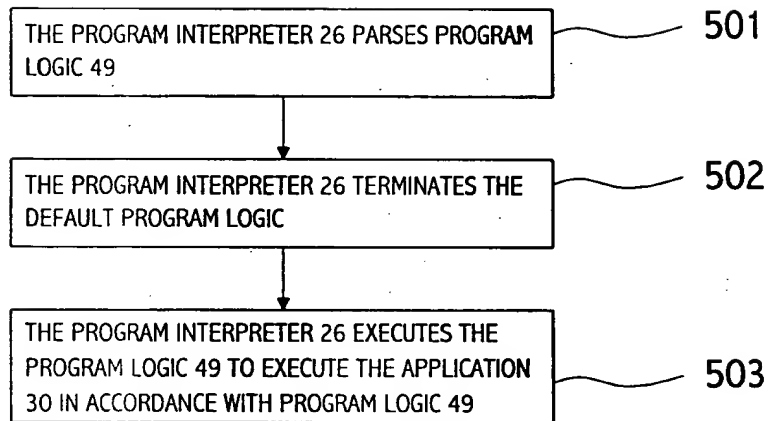 THE PROGRAM INTERPRETER 26 PARSES PROGRAM
LOGIC 49
501
THE PROGRAM INTERPRETER 26 TERMINATES THE
DEFAULT PROGRAM LOGIC
502
THE PROGRAM INTERPRETER 26 EXECUTES THE
PROGRAM LOGIC 49 TO EXECUTE THE APPLICATION
30 IN ACCORDANCE WITH PROGRAM LOGIC 49
503